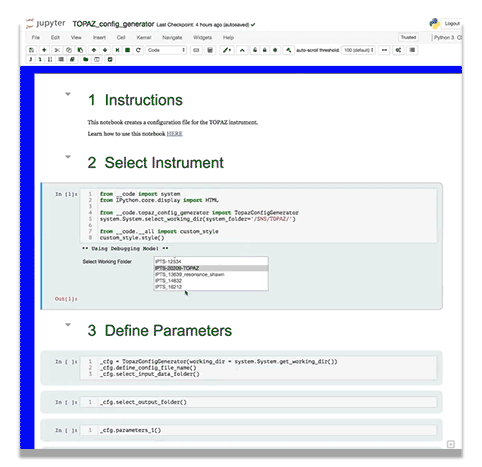 jupyter TOPAZ_config_generator Last Checkpoint: 4 hours ago (autosaved) Logout
File Edit View Insert Cell Kernel Navigate Widgets Help Trusted Python 3
Code auto-scroll threshold: 100 (default)
1 Instructions
This notebook creates a configuration file for the TOPAZ instrument.
Learn how to use this notebook HERE
2 Select Instrument
In [1]:
1 from __code import system
2 from IPython.core.display import HTML
3
4 from __code.topaz_config_generator import TopazConfigGenerator
5 system.System.select_working_dir(system_folder='/SNS/TOPAZ/')
6
7 from __code.__all import custom_style
8 custom_style.style()
** Using Debugging Mode! **
Select Working Folder
IPTS-12534
IPTS-20209-TOPAZ
IPTS_13639_resonance_shawn
IPTS_14832
IPTS_16212
Out[1]:
3 Define Parameters
In [ ]:
1 _cfg = TopazConfigGenerator(working_dir = system.System.get_working_dir())
2 _cfg.define_config_file_name()
3 _cfg.select_input_data_folder()
In [ ]: 1 _cfg.select_output_folder()
In [ ]: 1 _cfg.parameters_1()